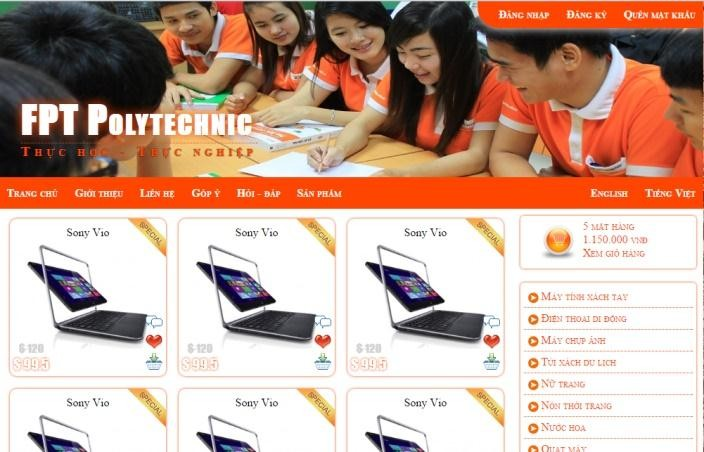 ĐĂNG NHẬP ĐĂNG KÝ QUÊN MẬT KHẨU
FPT POLYTECHNIC
THỰC HỌC - THỰC NGHIỆP
TRANG CHỦ GIỚI THIỆU LIÊN HỆ GÓP Ý HỎI - ĐÁP SẢN PHẨM ENGLISH TIẾNG VIỆT
Sony Vio SPECIAL
$ 120
$ 99.5
Sony Vio SPECIAL
$ 120
$ 99.5
Sony Vio SPECIAL
$ 120
$ 99.5
5 MẶT HÀNG
1.150.000 VNĐ
XEM GIỎ HÀNG
MÁY TÍNH XÁCH TAY
ĐIỆN THOẠI DI ĐỘNG
MÁY CHỤP ẢNH
TÚI XÁCH DU LỊCH
NỮ TRANG
NÓN THỜI TRANG
NƯỚC HOA
QUẠT MÁY
Sony Vio SPECIAL
Sony Vio SPECIAL
Sony Vio SPECIAL